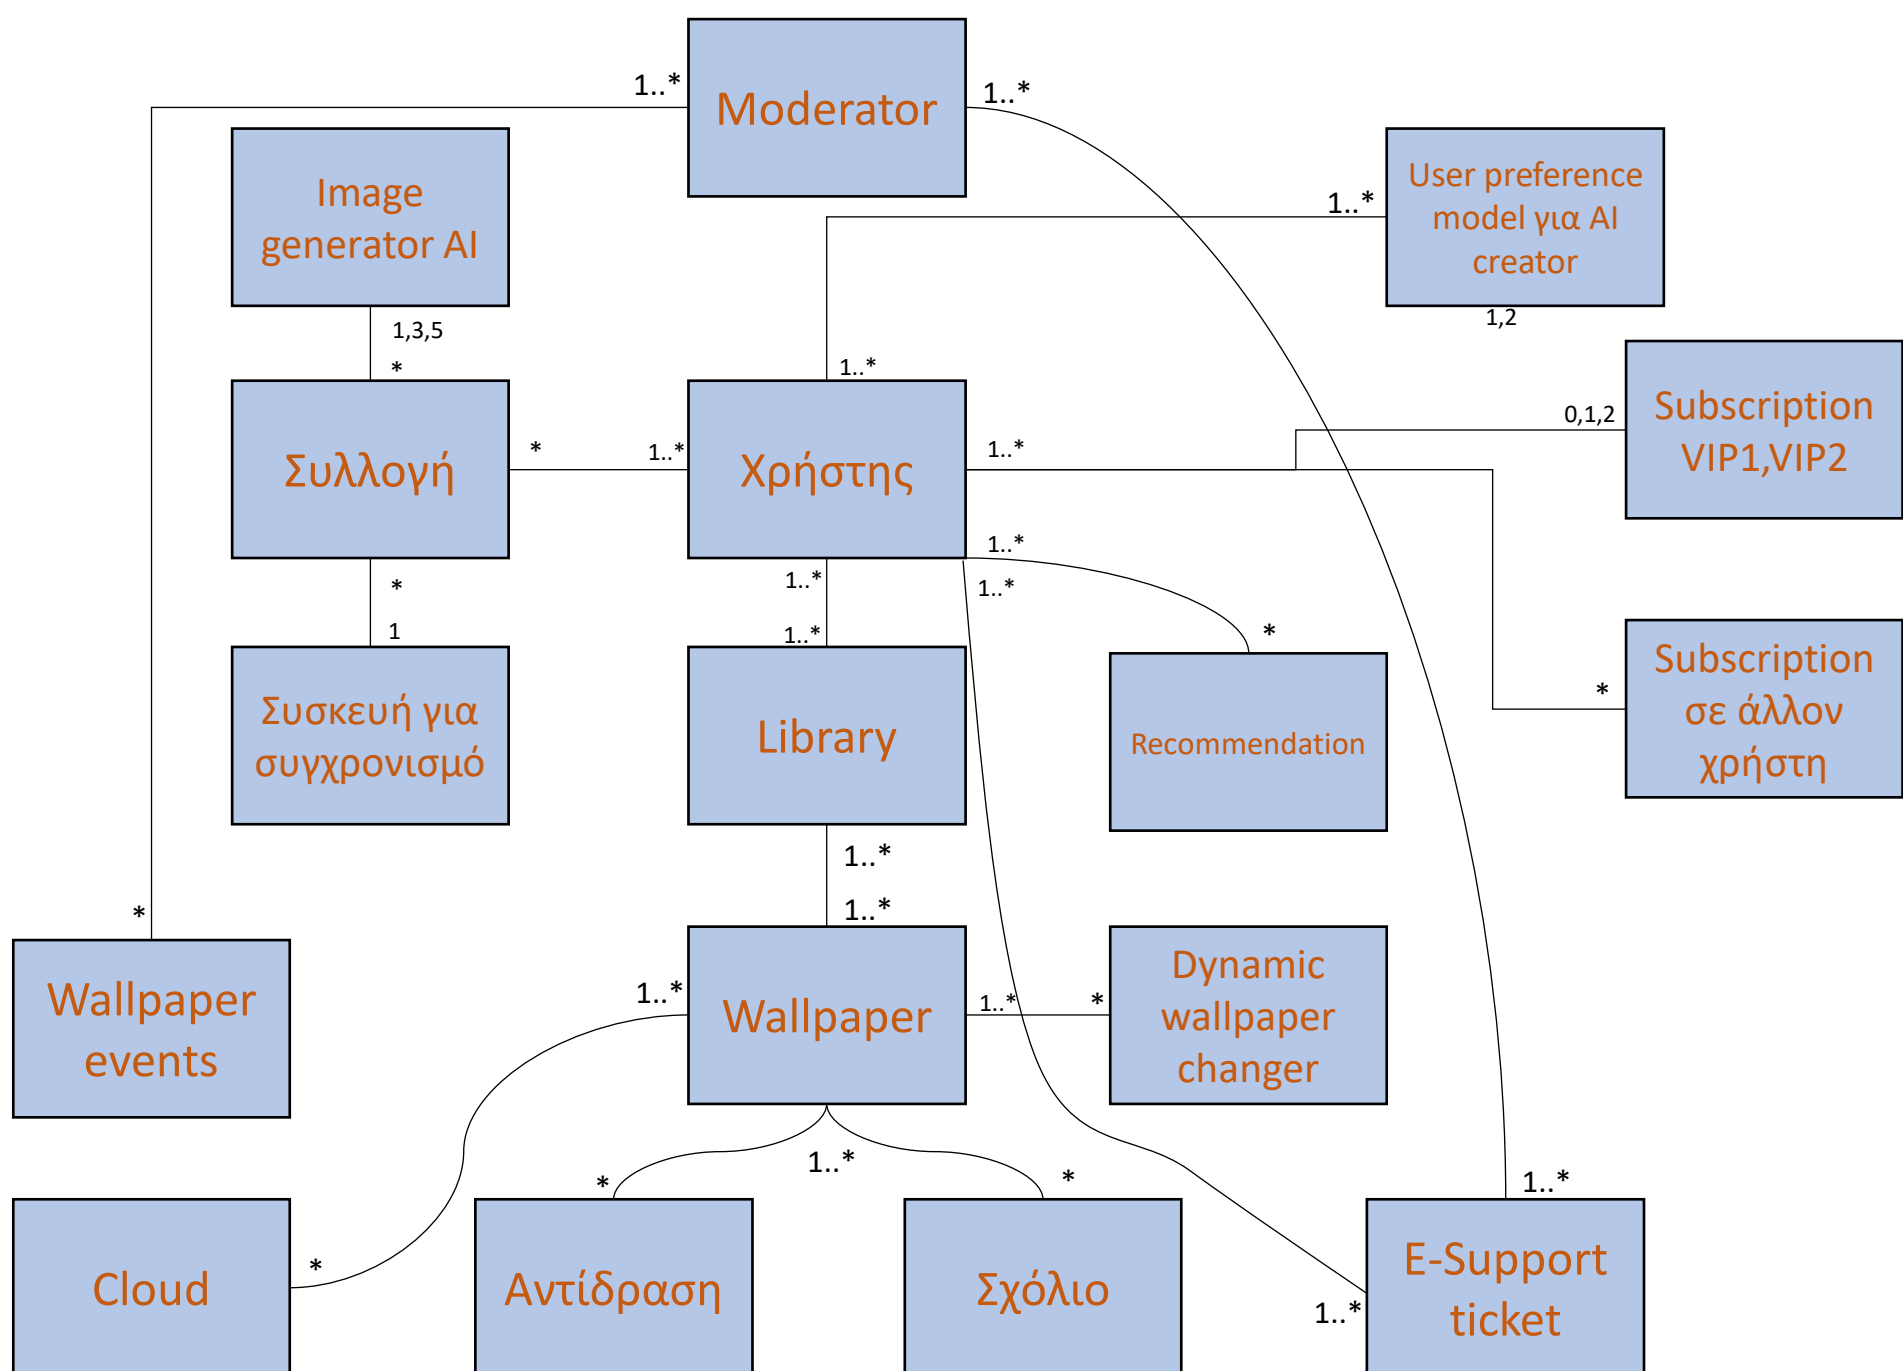 1..*
Moderator
1..*
Image
generator AI
User preference
model για AI
creator
1..*
1,2
1,3,5
*
1..*
Συλλογή
*
1..*
Χρήστης
1..*
0,1,2
Subscription
VIP1,VIP2
*
1
1..*
1..*
1..*
1..*
*
*
Συσκευή για
συγχρονισμό
Library
Recommendation
Subscription
σε άλλον
χρήστη
1..*
1..*
*
Wallpaper
events
1..*
Wallpaper
1..*
*
Dynamic
wallpaper
changer
*
1..*
*
1..*
*
Cloud
Αντίδραση
Σχόλιο
1..*
E-Support
ticket